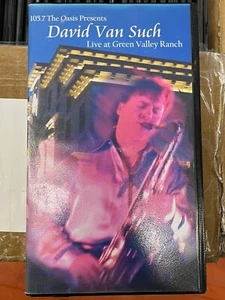 105.7 The Oasis Presents
David Van Such
Live at Green Valley Ranch